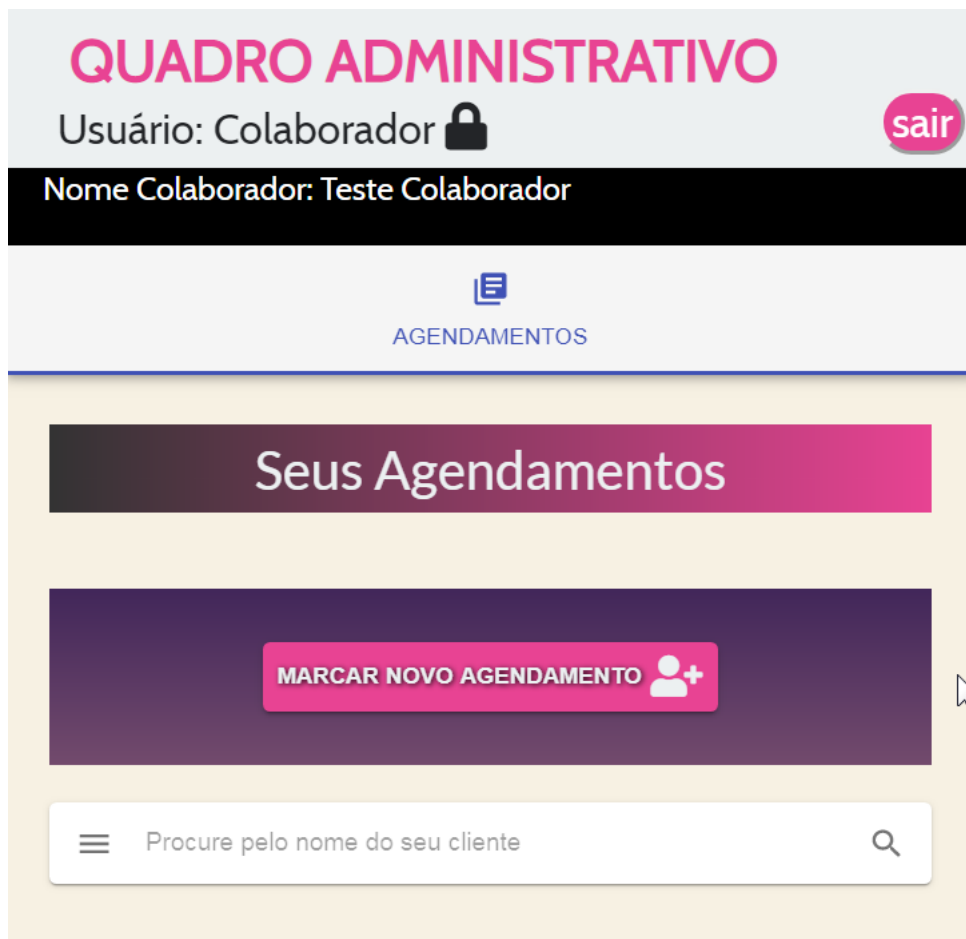 QUADRO ADMINISTRATIVO
Usuário: Colaborador
sair
Nome Colaborador: Teste Colaborador
AGENDAMENTOS
Seus Agendamentos
MARCAR NOVO AGENDAMENTO
Procure pelo nome do seu cliente